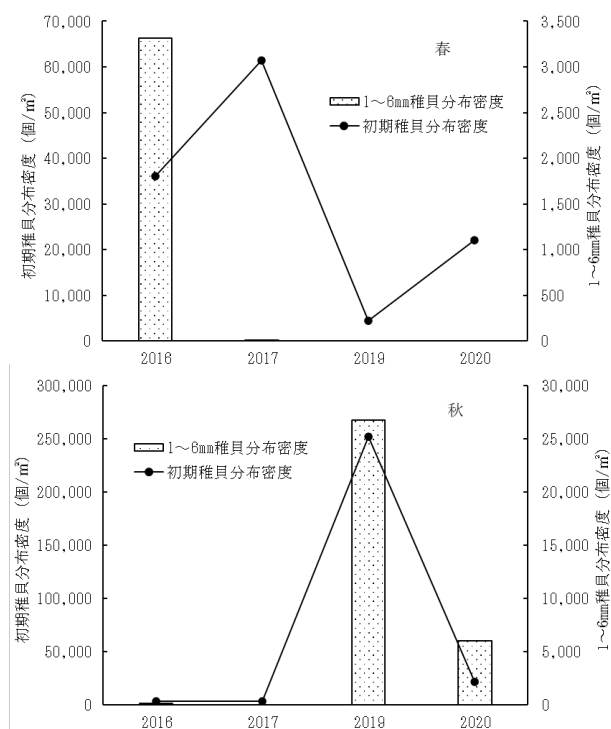 春
1～6mm稚貝分布密度
初期稚貝分布密度
初期稚貝分布密度（個/㎡）
70,000
60,000
50,000
40,000
30,000
20,000
10,000
0
3,500
3,000
2,500
2,000
1,500
1,000
500
0
1～6mm稚貝分布密度（個/㎡）
2016 2017 2019 2020
秋
1～6mm稚貝分布密度
初期稚貝分布密度
初期稚貝分布密度（個/㎡）
300,000
250,000
200,000
150,000
100,000
50,000
0
30,000
25,000
20,000
15,000
10,000
5,000
0
1～6mm稚貝分布密度（個/㎡）
2016 2017 2019 2020